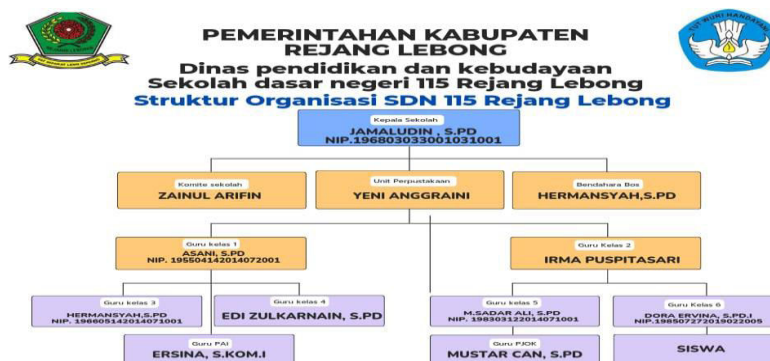 PEMERINTAHAN KABUPATEN
REJANG LEBONG
Dinas pendidikan dan kebudayaan
Sekolah dasar negeri 115 Rejang Lebong
Struktur Organisasi SDN 115 Rejang Lebong
Kepala Sekolah
JAMALUDIN , S.PD
NIP.196803033001031001
Komite sekolah
ZAINUL ARIFIN
Unit Perpustakaan
YENI ANGGRAINI
Bendahara Bos
HERMANSYAH,S.PD
Guru kelas 1
ASANI, S.PD
NIP. 195504142014072001
Guru Kelas 2
IRMA PUSPITASARI
Guru kelas 3
HERMANSYAH,S.PD
NIP. 196605142014071001
Guru kelas 4
EDI ZULKARNAIN, S.PD
Guru kelas 5
M.SADAR ALI, S.PD
NIP. 198303122014071001
Guru Kelas 6
DORA ERVINA, S.PD.I
NIP.198507272019022005
Guru PAI
ERSINA, S.KOM.I
Guru PJOK
MUSTAR CAN, S.PD
SISWA
TUT WURI HANDAYANI